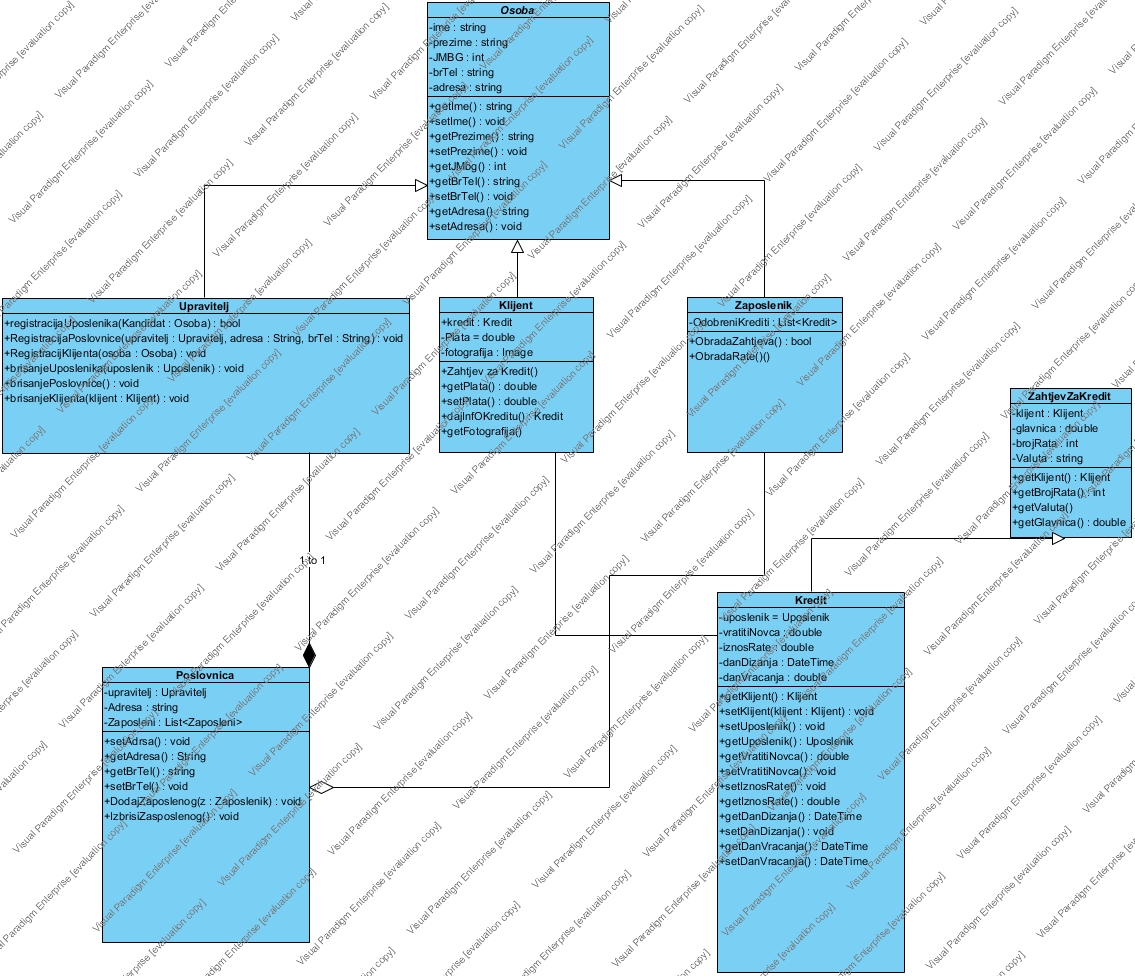 Osoba
-ime : string
-prezime : string
-JMBG : int
-brTel : string
-adresa : string
+getIme() : string
+setIme() : void
+getPrezime() : string
+setPrezime() : void
+getJMbg() : int
+getBrTel() : string
+setBrTel() : void
+getAdresa() : string
+setAdresa() : void
Upravitelj
+registracijaUposlenika(Kandidat : Osoba) : bool
+RegistracijaPoslovnice(upravitelj : Upravitelj, adresa : String, brTel : String) : void
+RegistracijKlijenta(osoba : Osoba) : void
+brisanjeUposlenika(uposlenik : Uposlenik) : void
+brisanjePoslovnice() : void
+brisanjeKlijenta(klijent : Klijent) : void
Klijent
+kredit : Kredit
-Plata = double
-fotografija : Image
+Zahtjev za Kredit()
+getPlata() : double
+setPlata() : double
+dajInfOKreditu() : Kredit
+getFotografija()
Zaposlenik
-OdobreniKrediti : List<Kredit>
+ObradaZahtjeva() : bool
+ObradaRate()()
ZahtjevZaKredit
-klijent : Klijent
-glavnica : double
-brojRata : int
-Valuta : string
+getKlijent() : Klijent
+getBrojRata() : int
+getValuta()
+getGlavnica() : double
1 to 1
Kredit
-uposlenik = Uposlenik
-vratitiNovca : double
-iznosRate : double
-danDizanja : DateTime
-danVracanja : double
+getKlijent() : Klijent
+setKlijent(klijent : Klijent) : void
+setUposlenik() : void
+getUposlenik() : Uposlenik
+getVratitiNovca() : double
+setVratitiNovca() : void
+setIznosRate() : void
+getIznosRate() : double
+getDanDizanja() : DateTime
+setDanDizanja() : void
+getDanVracanja() : DateTime
+setDanVracanja() : DateTime
Poslovnica
-upravitelj : Upravitelj
-Adresa : string
-Zaposleni : List<Zaposleni>
+setAdrsa() : void
+getAdresa() : String
+getBrTel() : string
+setBrTel() : void
+DodajZaposlenog(z : Zaposlenik) : void
+IzbrisiZasposlenog() : void
Visual Paradigm Enterprise [evaluation copy]